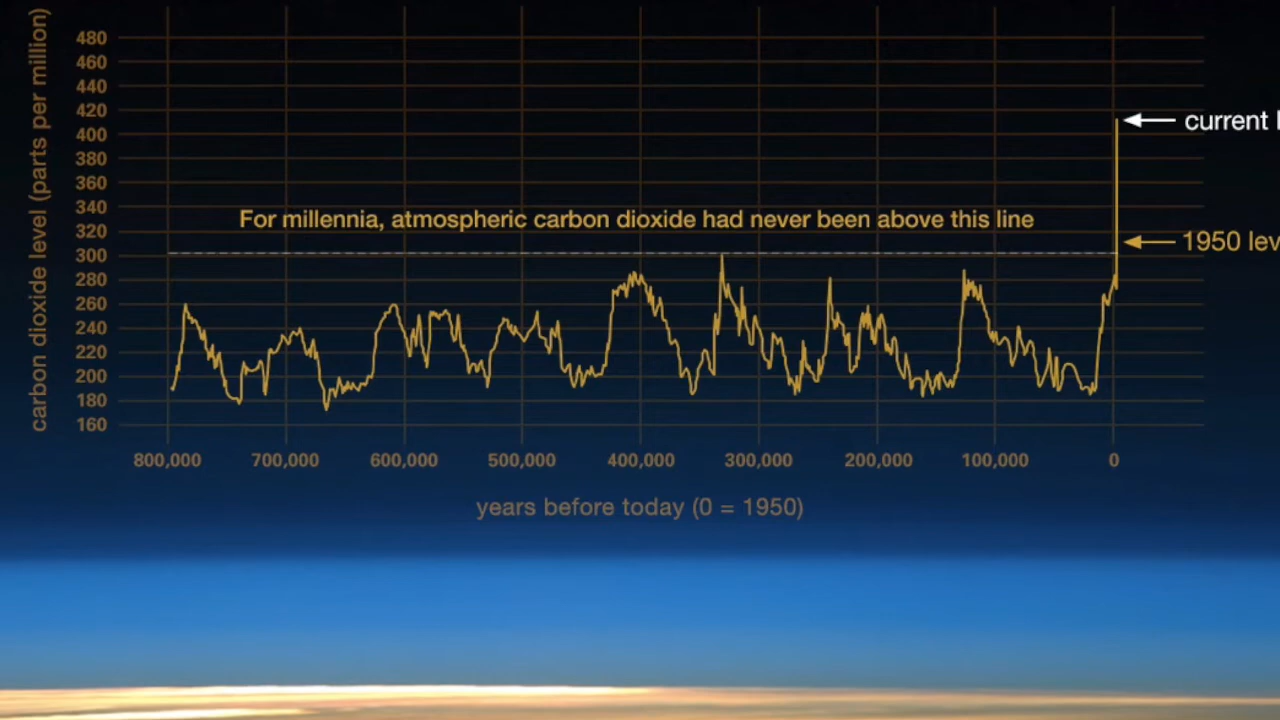 carbon dioxide level (parts per million)
480
460
440
420
400
380
360
340
320
300
280
260
240
220
200
180
160
current
For millennia, atmospheric carbon dioxide had never been above this line
1950 lev
800,000 700,000 600,000 500,000 400,000 300,000 200,000 100,000 0
years before today (0 = 1950)